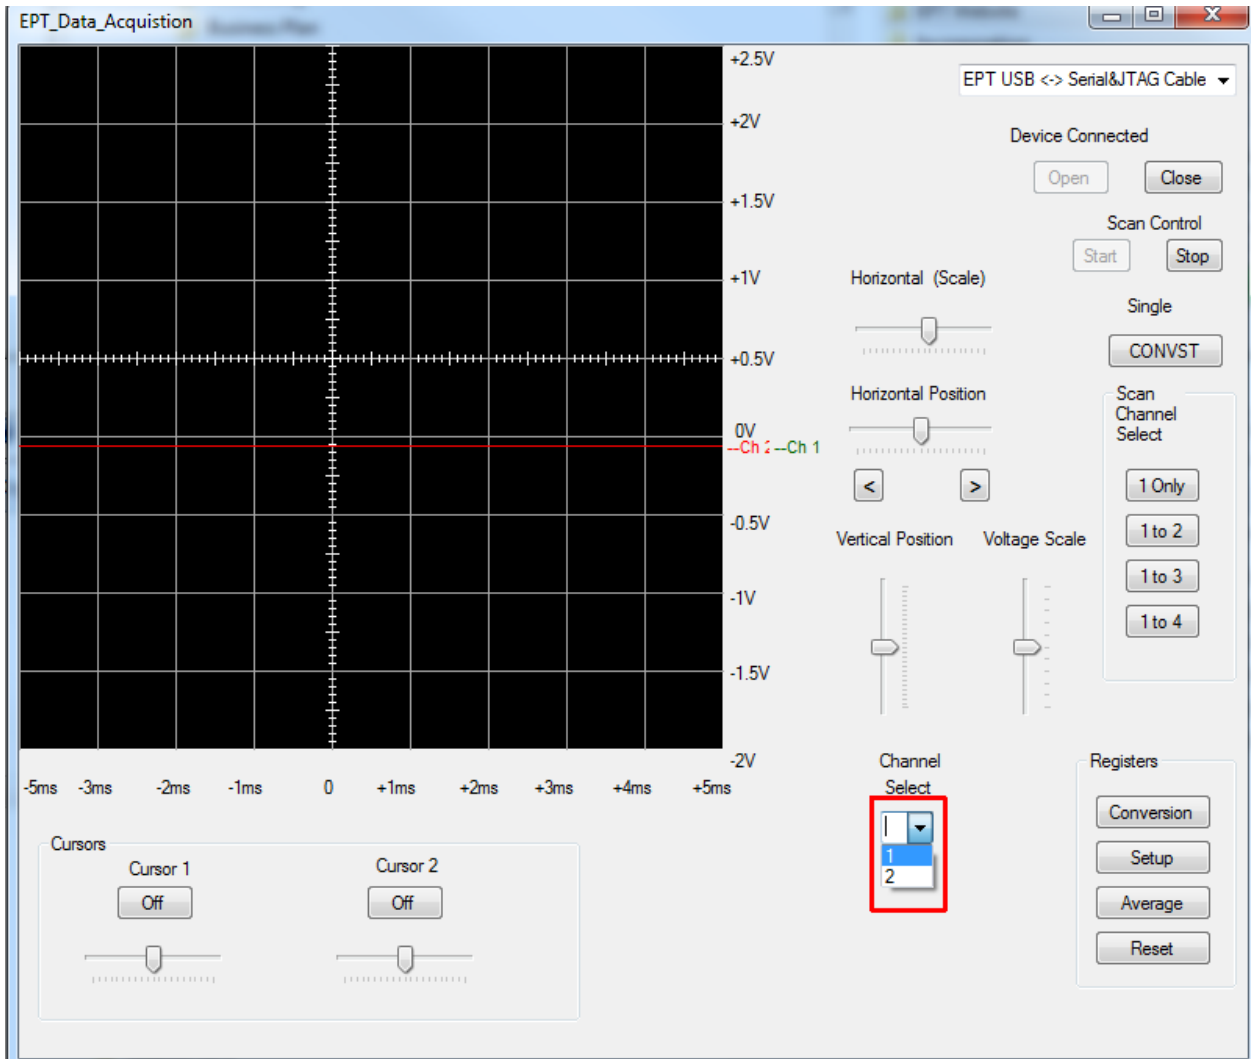 EPT_Data_Acquistion
+2.5V
EPT USB <-> Serial&JTAG Cable
+2V
Device Connected
Open Close
+1.5V
Scan Control
Start Stop
+1V
Horizontal (Scale)
Single
CONVST
+0.5V
Horizontal Position
Scan
Channel
Select
0V
--Ch 2 --Ch 1
< >
1 Only
-0.5V
1 to 2
Vertical Position Voltage Scale
1 to 3
-1V
1 to 4
-1.5V
-2V
Channel
Select
Registers
-5ms -3ms -2ms -1ms 0 +1ms +2ms +3ms +4ms +5ms
Conversion
1
2
Setup
Average
Reset
Cursors
Cursor 1 Cursor 2
Off Off